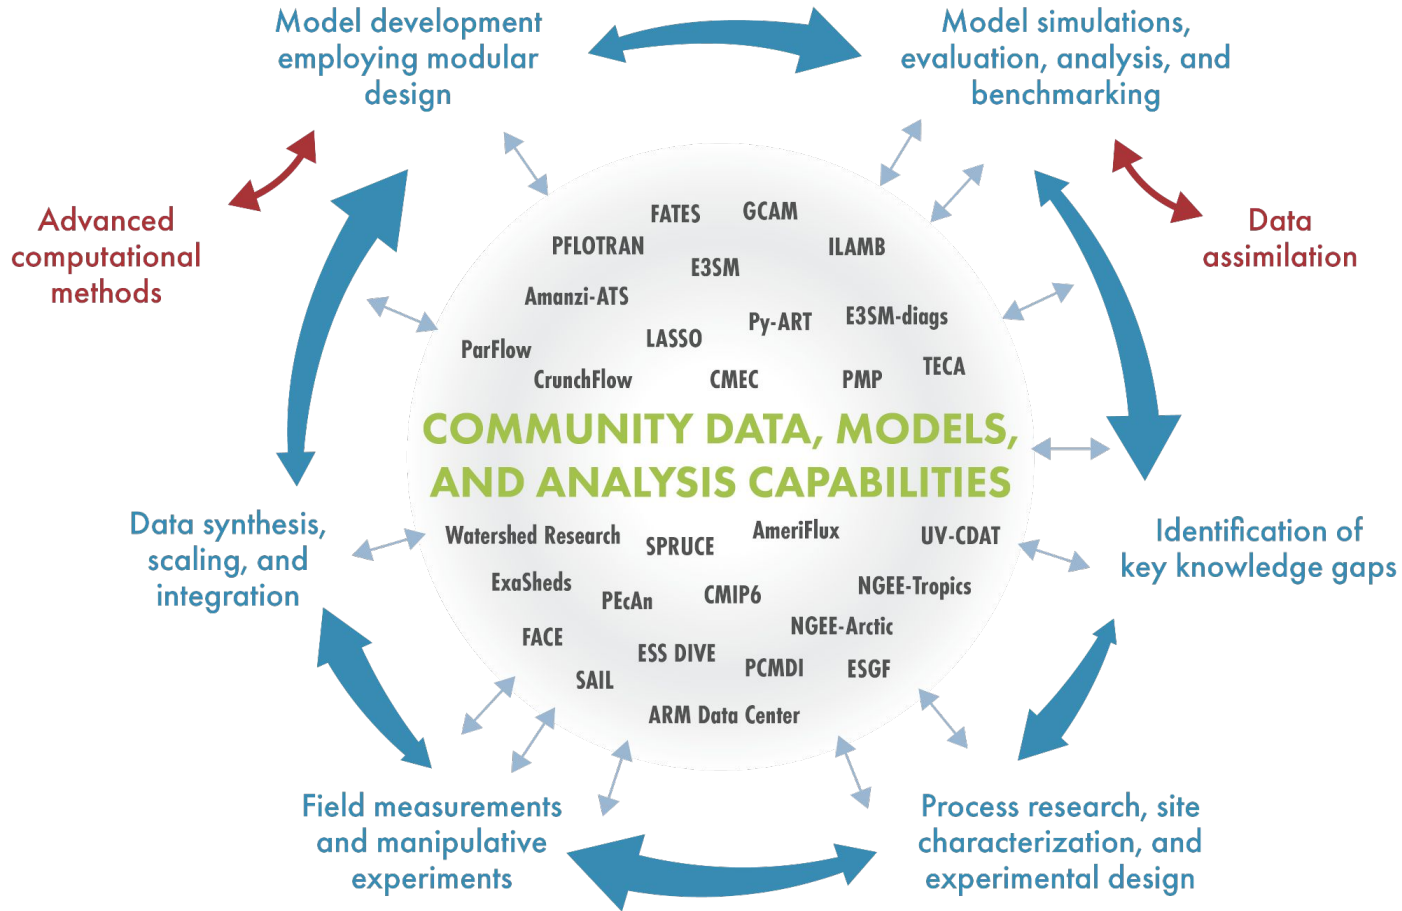 Model development
employing modular
design
Model simulations,
evaluation, analysis, and
benchmarking
Advanced
computational
methods
Data
assimilation
FATES
GCAM
PFLOTRAN
ILAMB
E3SM
Amanzi-ATS
Py-ART
E3SM-diags
LASSO
ParFlow
TECA
CrunchFlow
CMEC
PMP
COMMUNITY DATA, MODELS,
AND ANALYSIS CAPABILITIES
Watershed Research
SPRUCE
AmeriFlux
UV-CDAT
ExaSheds
PEcAn
CMIP6
NGEE-Tropics
NGEE-Arctic
FACE
ESS DIVE
PCMDI
ESGF
SAIL
ARM Data Center
Data synthesis,
scaling, and
integration
Identification of
key knowledge gaps
Field measurements
and manipulative
experiments
Process research, site
characterization, and
experimental design